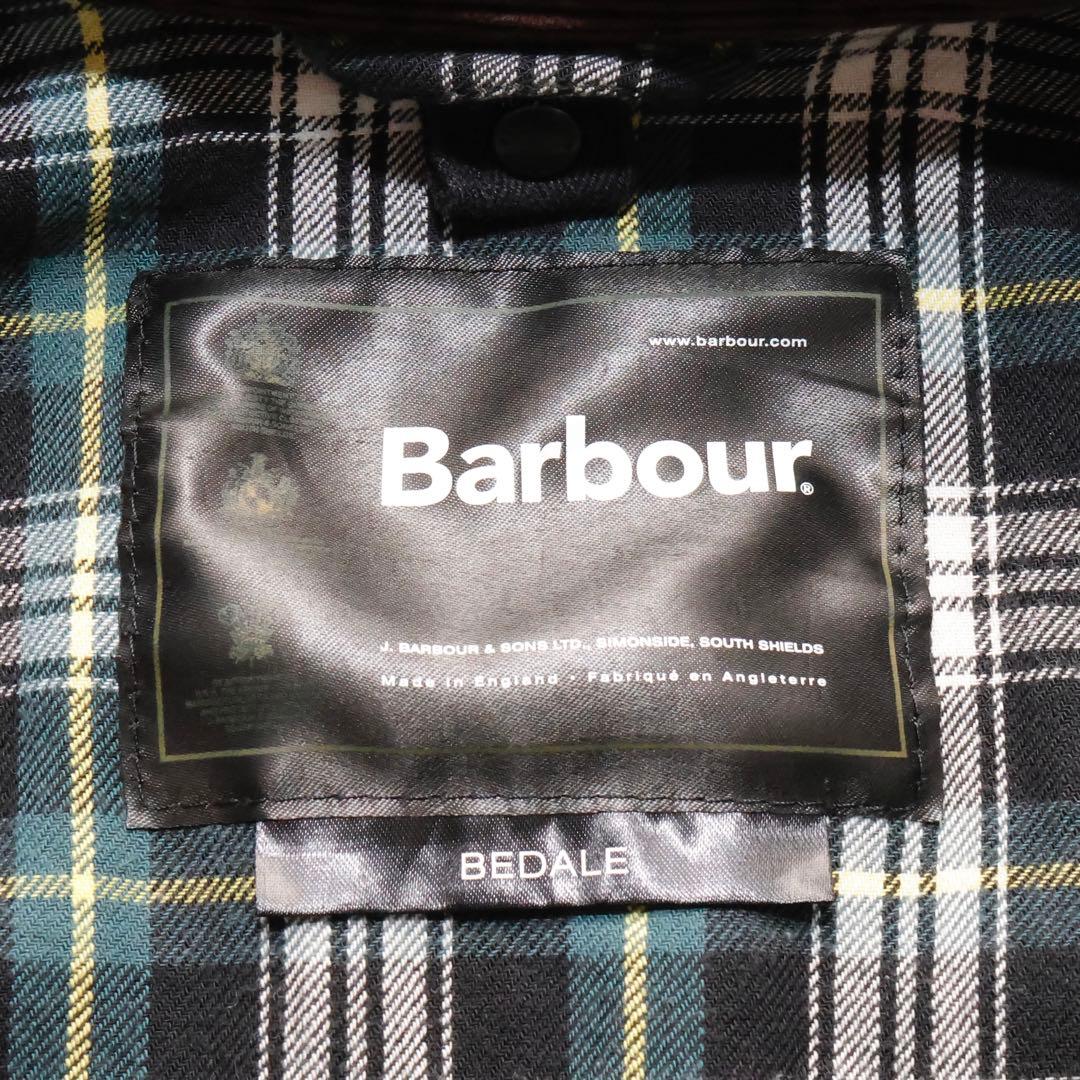 www.barbour.com
Barbour®
J. BARBOUR & SONS LTD., SIMONSIDE, SOUTH SHIELDS
Made in England • Fabriqué en Angleterre
BEDALE